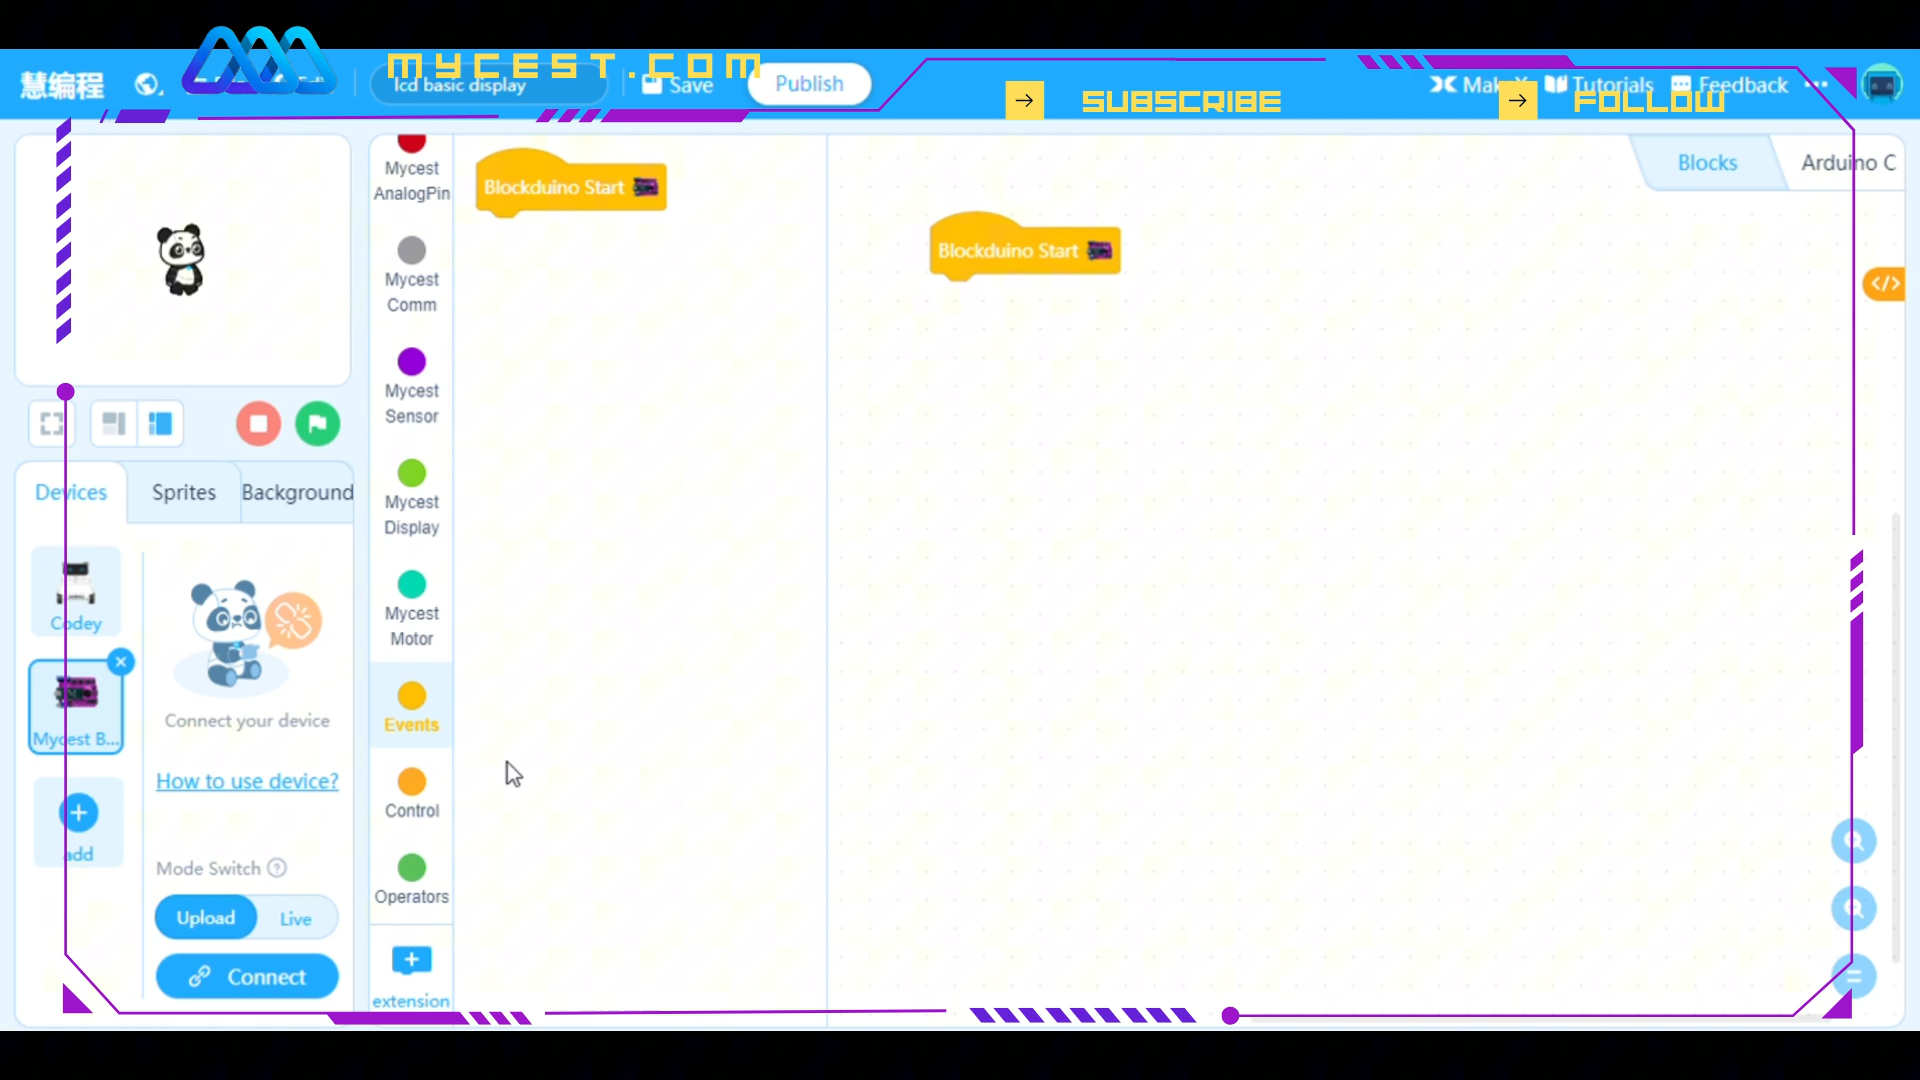 MYCEST.COM
慧编程
lcd basic display
Save
Publish
Tutorials
Feedback
SUBSCRIBE
FOLLOW
Blocks
Arduino C
Mycest
AnalogPin
Mycest
Comm
Mycest
Sensor
Mycest
Display
Mycest
Motor
Events
Control
Operators
extension
Blockduino Start
Blockduino Start
Devices
Sprites
Background
Codey
Mycest B...
add
Connect your device
How to use device?
Mode Switch
Upload
Live
Connect